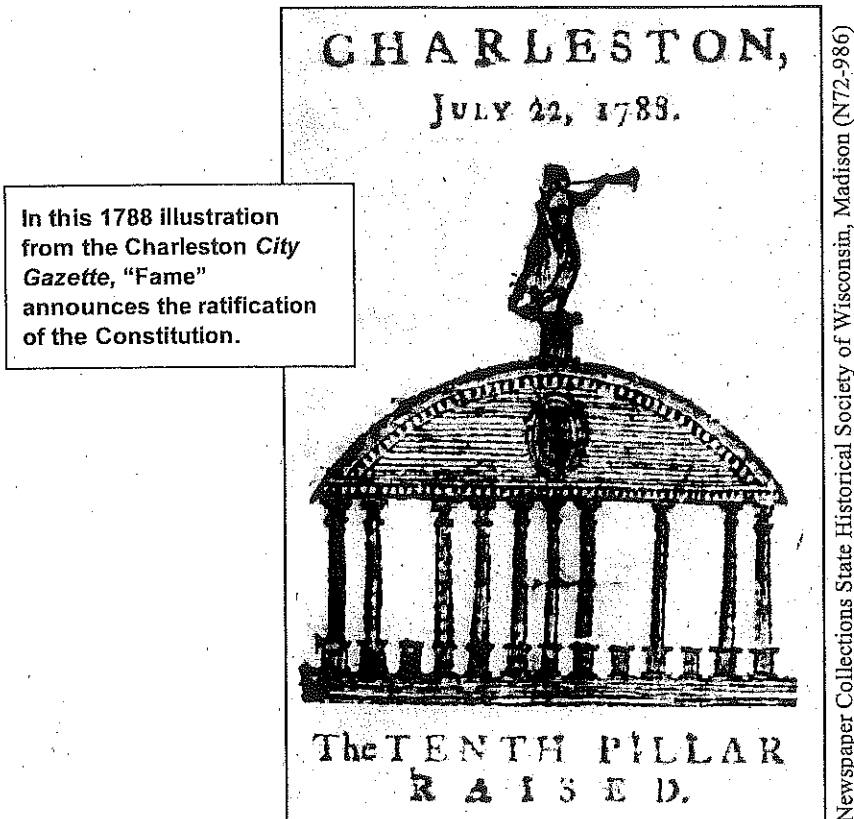 CHARLESTON,
JULY 22, 1788.
In this 1788 illustration
from the Charleston City
Gazette, "Fame"
announces the ratification
of the Constitution.
The TENTH PILLAR
RAISED.
Newspaper Collections State Historical Society of Wisconsin, Madison (N72-986)